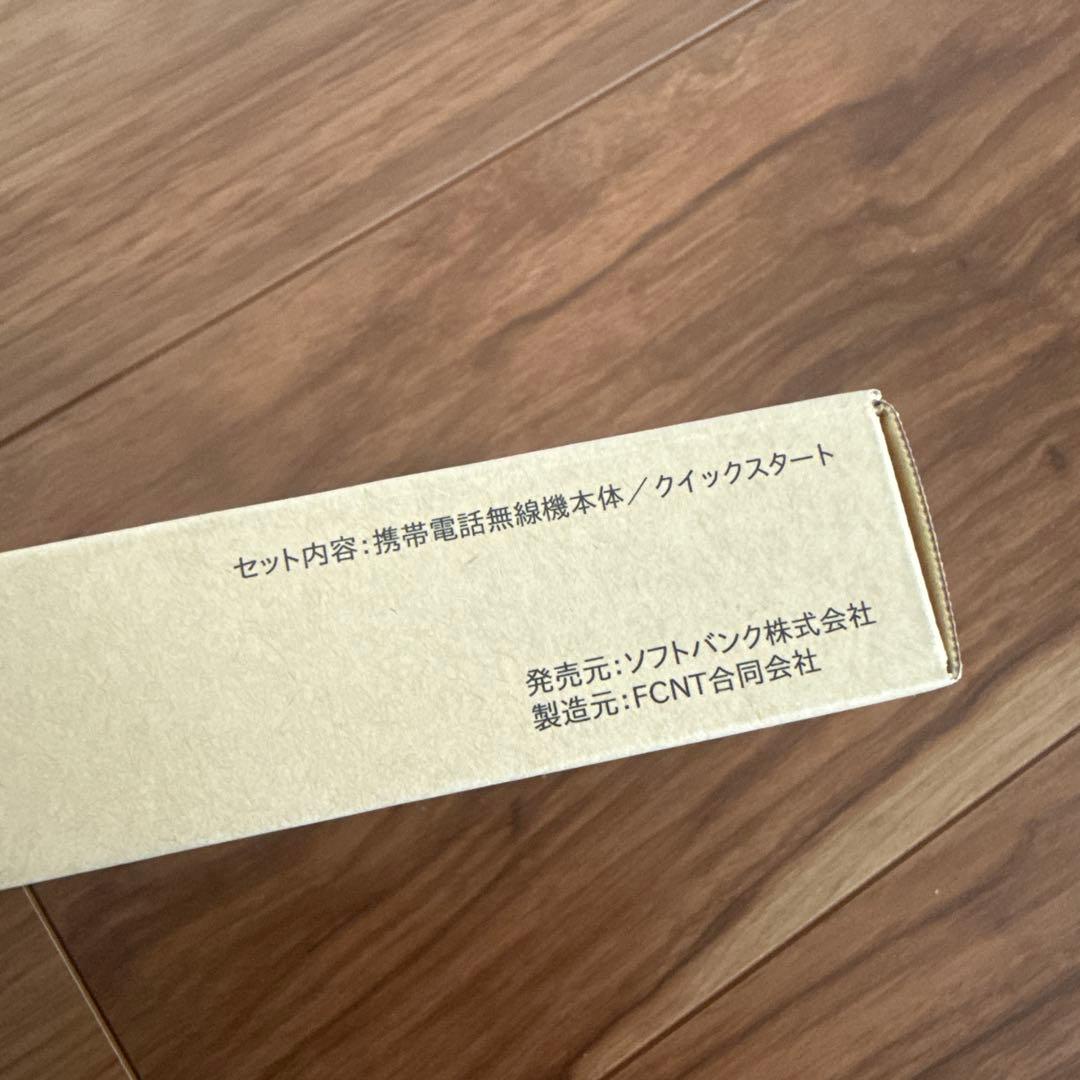 セット内容：携帯電話無線機本体／クイックスタート
発売元：ソフトバンク株式会社
製造元：FCNT合同会社